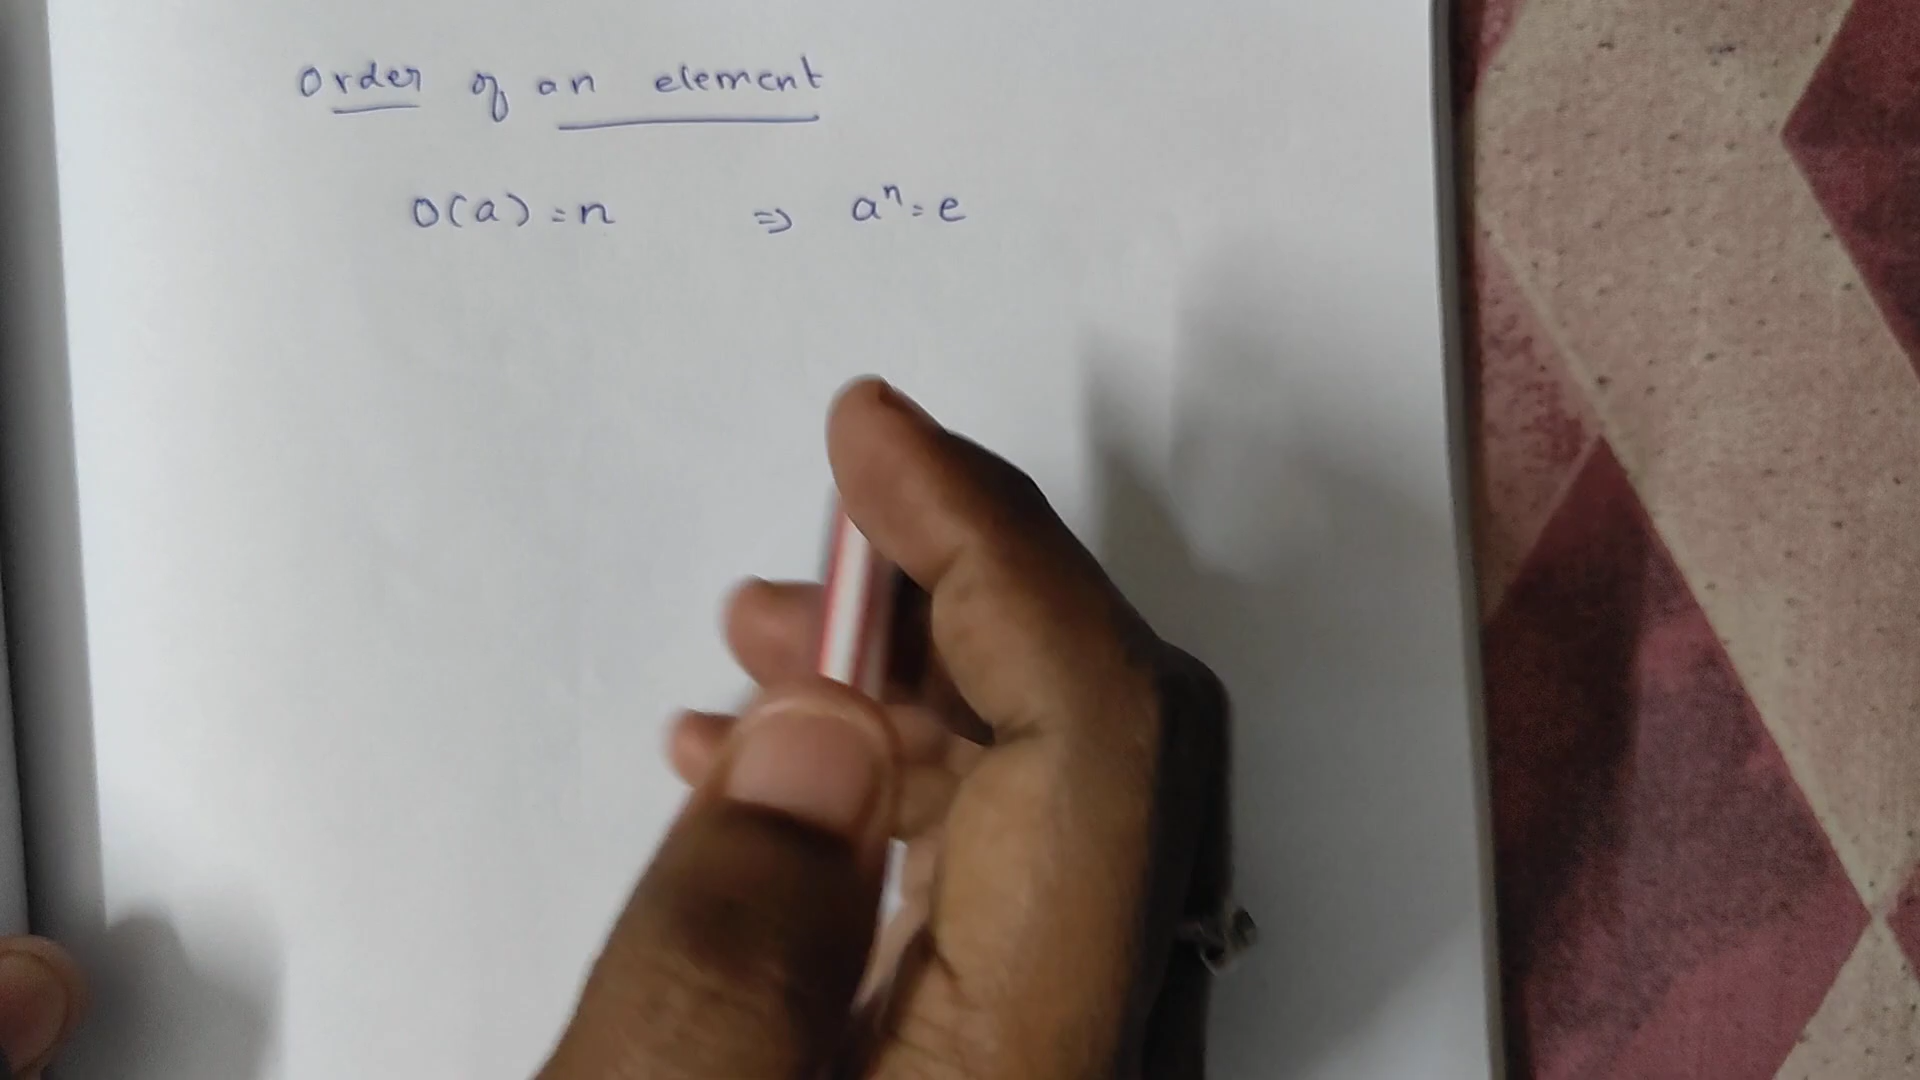 Order of an element
O(a) = n ⇒ aⁿ = e